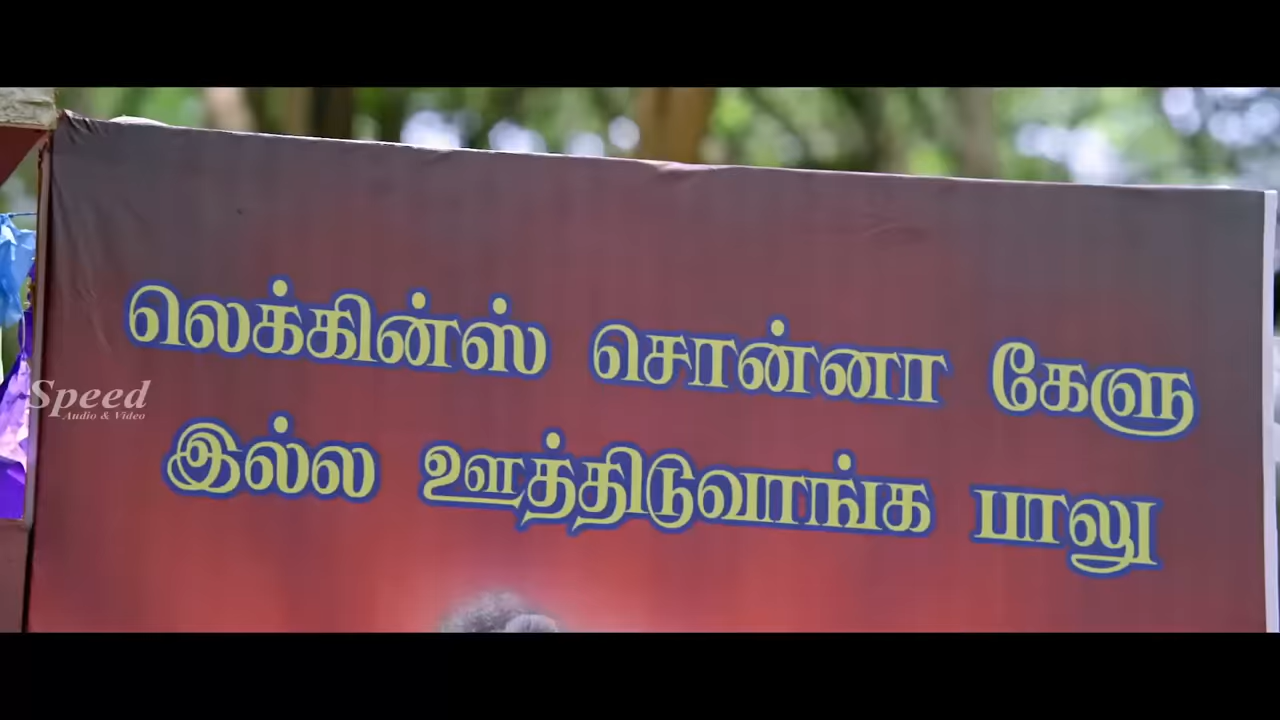 லெக்கின்ஸ் சொன்னா கேளு
இல்ல ஊத்திடுவாங்க பாலு
Speed
Audio & Video